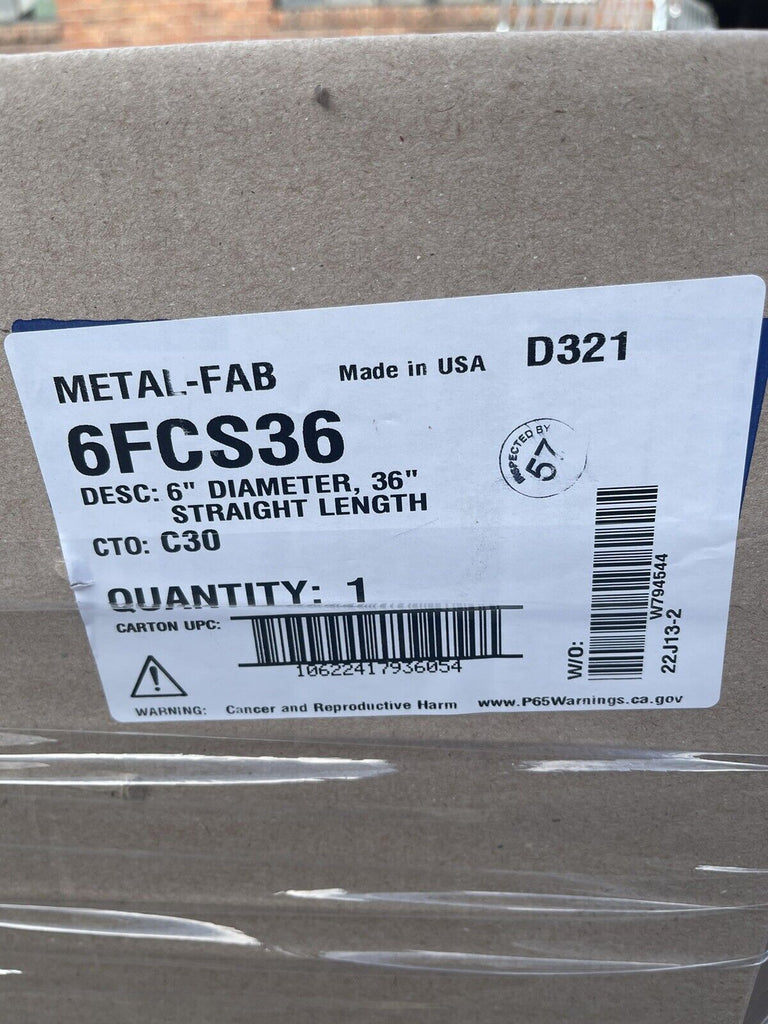 METAL-FAB Made in USA D321
6FCS36
INSPECTED BY
57
DESC: 6" DIAMETER, 36"
STRAIGHT LENGTH
CTO: C30
QUANTITY: 1
CARTON UPC:
10622417936054
W/O:
W794544
22J13-2
WARNING: Cancer and Reproductive Harm www.P65Warnings.ca.gov